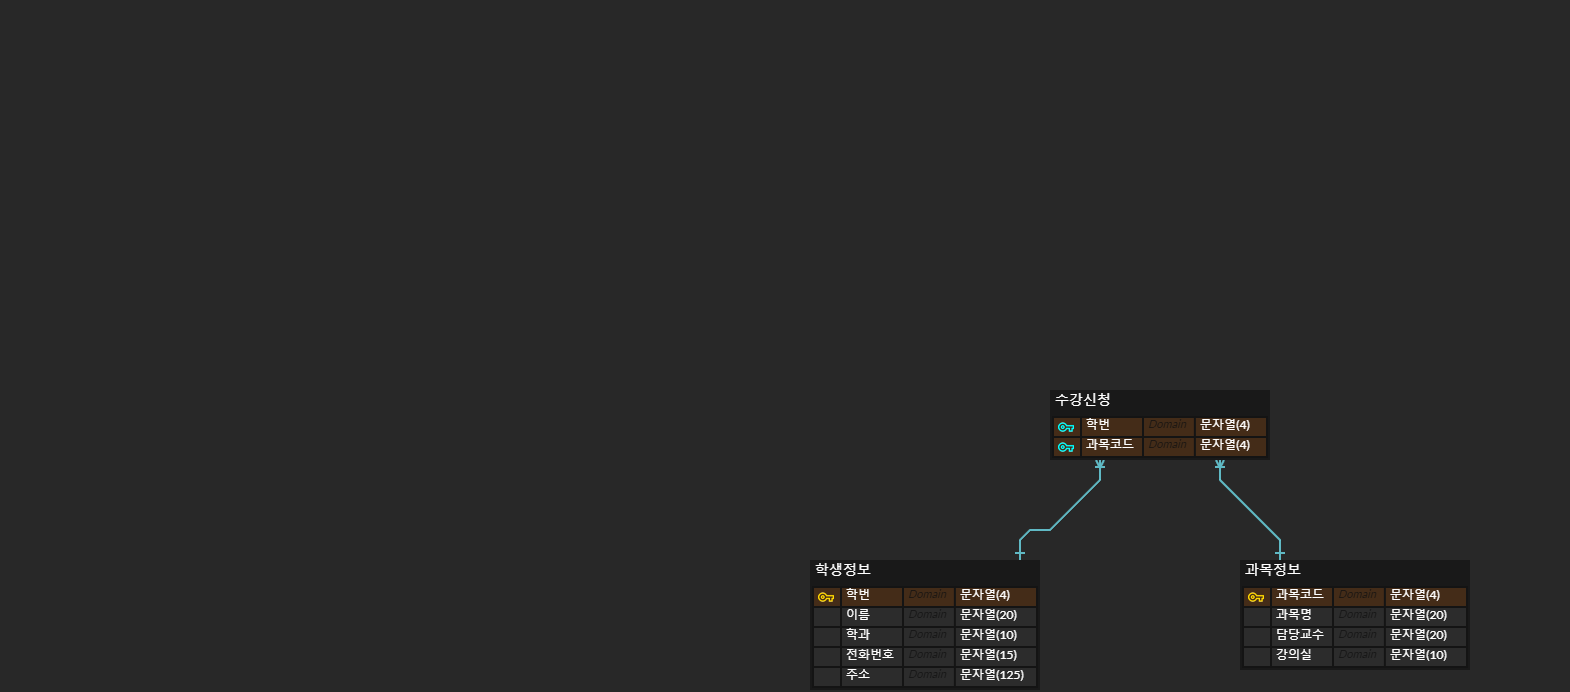 수강신청
학번 Domain 문자열(4)
과목코드 Domain 문자열(4)
학생정보
학번 Domain 문자열(4)
이름 Domain 문자열(20)
학과 Domain 문자열(10)
전화번호 Domain 문자열(15)
주소 Domain 문자열(125)
과목정보
과목코드 Domain 문자열(4)
과목명 Domain 문자열(20)
담당교수 Domain 문자열(20)
강의실 Domain 문자열(10)